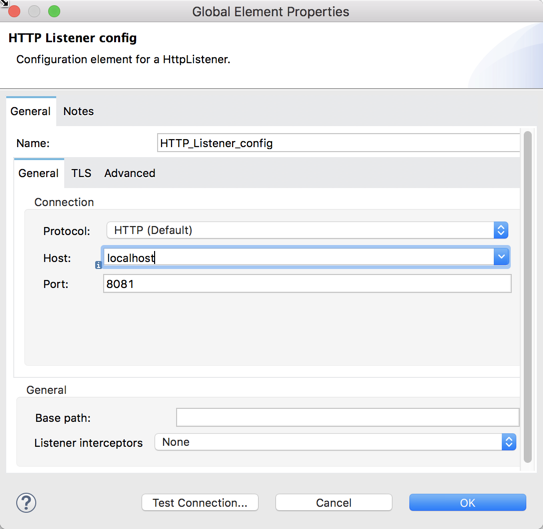 Global Element Properties
HTTP Listener config
Configuration element for a HttpListener.
General Notes
Name: HTTP_Listener_config
General TLS Advanced
Connection
Protocol: HTTP (Default)
Host: localhost
Port: 8081
General
Base path:
Listener interceptors None
? Test Connection... Cancel OK